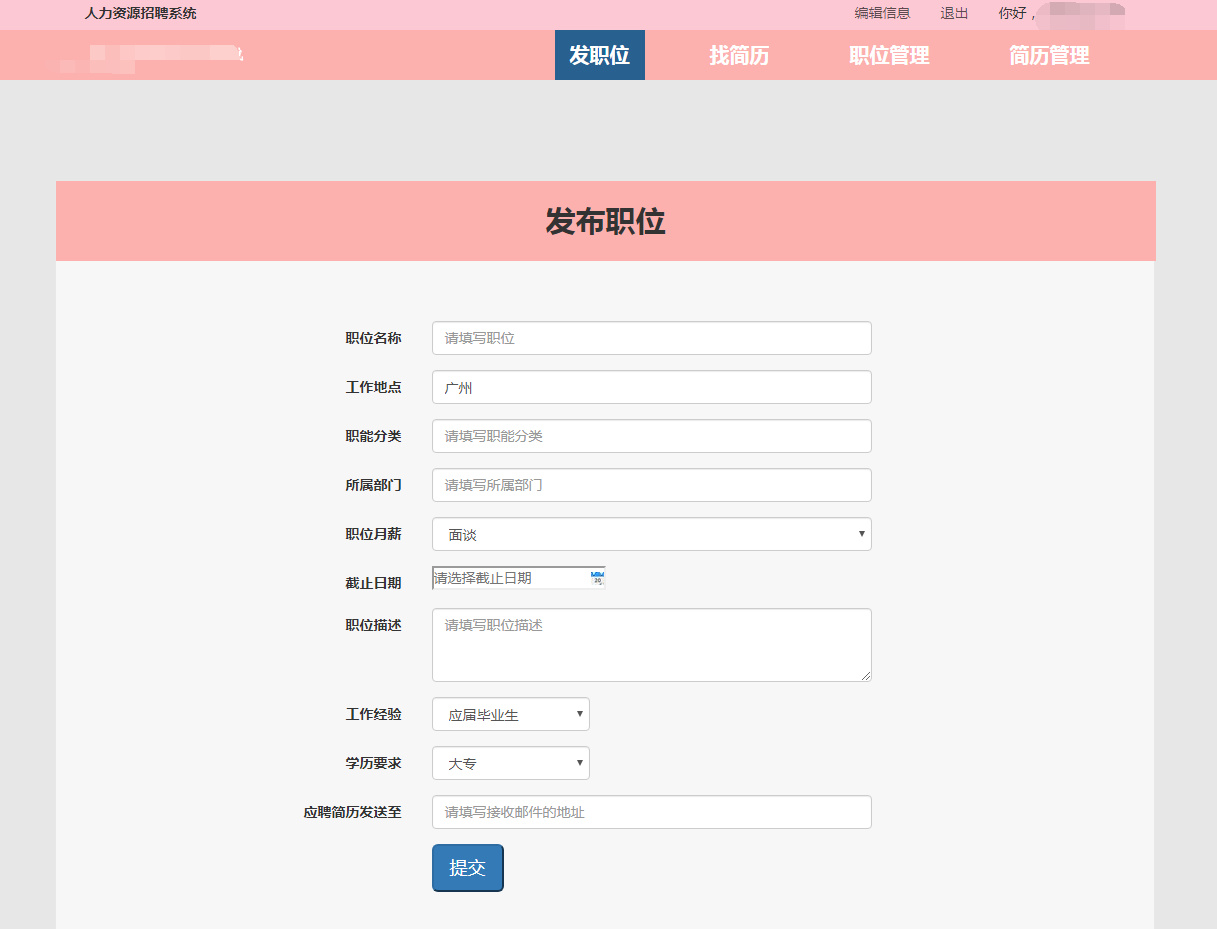 人力资源招聘系统 编辑信息 退出 你好，
发职位 找简历 职位管理 简历管理
发布职位
职位名称 请填写职位
工作地点 广州
职能分类 请填写职能分类
所属部门 请填写所属部门
职位月薪 面谈
截止日期 请选择截止日期
职位描述 请填写职位描述
工作经验 应届毕业生
学历要求 大专
应聘简历发送至 请填写接收邮件的地址
提交